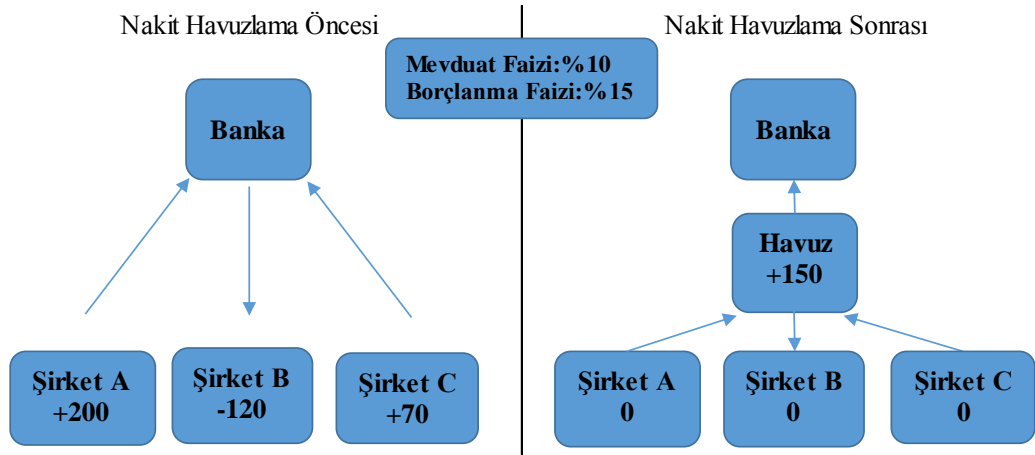 Nakit Havuzlama Öncesi
Nakit Havuzlama Sonrası
Mevduat Faizi:%10
Borçlanma Faizi:%15
Banka
Şirket A
+200
Şirket B
-120
Şirket C
+70
Banka
Havuz
+150
Şirket A
0
Şirket B
0
Şirket C
0